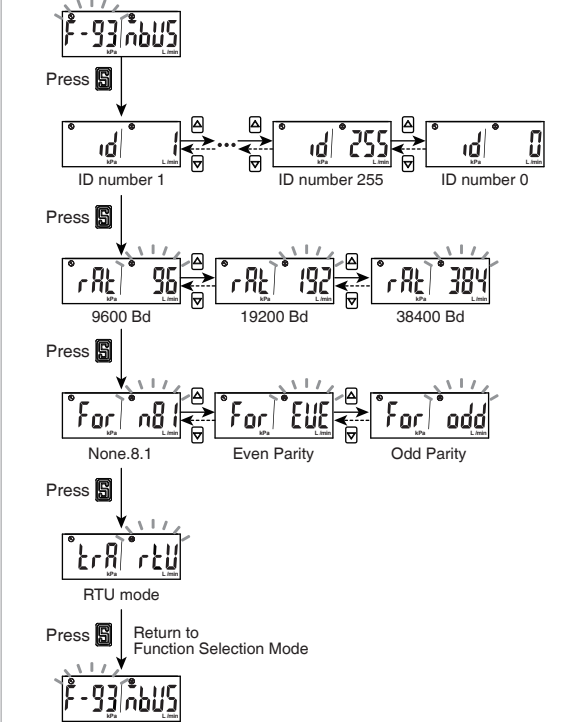 F-93 nbUS
kPa L /min
Press S
id 1 id 255 id 0
kPa L /min kPa L /min kPa L /min
ID number 1 ID number 255 ID number 0
Press S
rAt 96 rAt 192 rAt 384
kPa L /min kPa L /min kPa L /min
9600 Bd 19200 Bd 38400 Bd
Press S
For n81 For EUE For odd
kPa L /min kPa L /min kPa L /min
None.8.1 Even Parity Odd Parity
Press S
trA rtU
kPa L /min
RTU mode
Press S Return to
Function Selection Mode
F-93 nbUS
kPa L /min